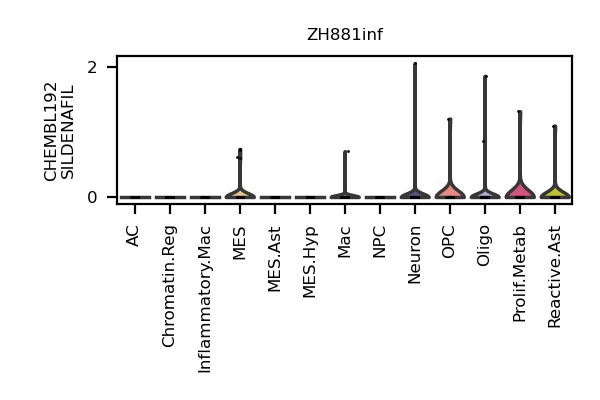 ZH881inf
CHEMBL192
SILDENAFIL
2
0
AC
Chromatin.Reg
Inflammatory.Mac
MES
MES.Ast
MES.Hyp
Mac
NPC
Neuron
OPC
Oligo
Prolif.Metab
Reactive.Ast